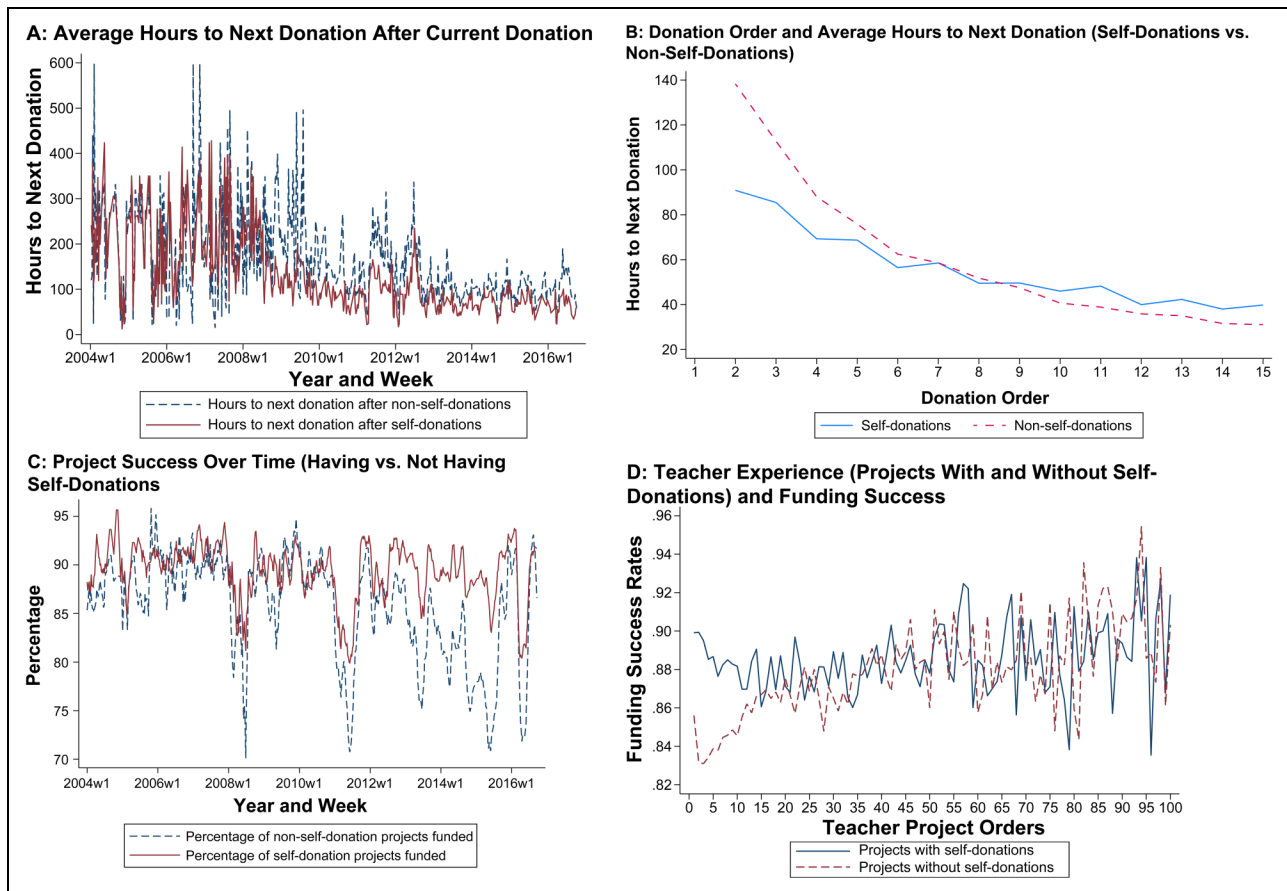 A: Average Hours to Next Donation After Current Donation
600
500
400
300
200
100
0
Hours to Next Donation
2004w1 2006w1 2008w1 2010w1 2012w1 2014w1 2016w1
Year and Week
Hours to next donation after non-self-donations
Hours to next donation after self-donations
B: Donation Order and Average Hours to Next Donation (Self-Donations vs.
Non-Self-Donations)
140
120
100
80
60
40
20
Hours to Next Donation
1 2 3 4 5 6 7 8 9 10 11 12 13 14 15
Donation Order
Self-donations Non-self-donations
C: Project Success Over Time (Having vs. Not Having
Self-Donations
95
90
85
80
75
70
Percentage
2004w1 2006w1 2008w1 2010w1 2012w1 2014w1 2016w1
Year and Week
Percentage of non-self-donation projects funded
Percentage of self-donation projects funded
D: Teacher Experience (Projects With and Without Self-
Donations) and Funding Success
.96
.94
.92
.90
.88
.86
.84
.82
Funding Success Rates
0 5 10 15 20 25 30 35 40 45 50 55 60 65 70 75 80 85 90 95 100
Teacher Project Orders
Projects with self-donations
Projects without self-donations